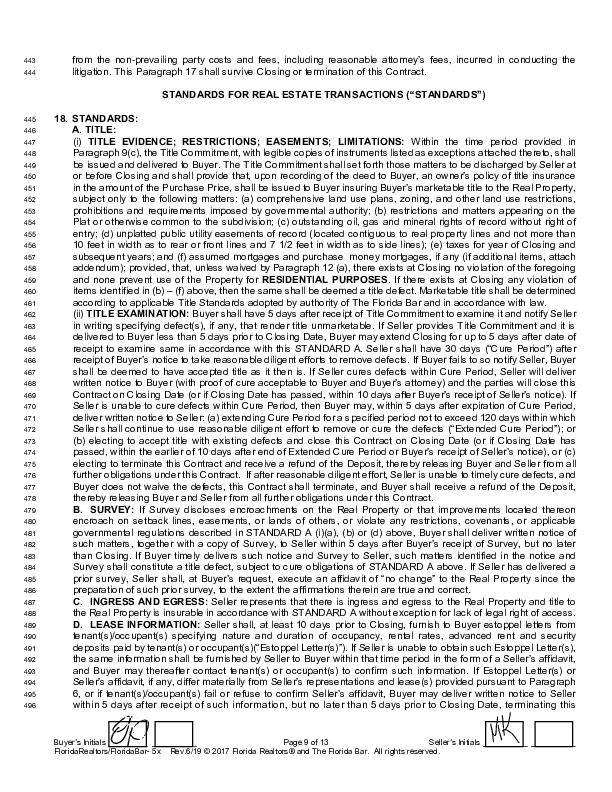 443 from the non-prevailing party costs and fees, including reasonable attorney's fees, incurred in conducting the
444 litigation. This Paragraph 17 shall survive Closing or termination of this Contract.
STANDARDS FOR REAL ESTATE TRANSACTIONS ("STANDARDS")
445 18. STANDARDS:
446 A. TITLE:
447 (i) TITLE EVIDENCE; RESTRICTIONS; EASEMENTS; LIMITATIONS: Within the time period provided in
448 Paragraph 9(c), the Title Commitment, with legible copies of instruments listed as exceptions attached thereto, shall
449 be issued and delivered to Buyer. The Title Commitment shall set forth those matters to be discharged by Seller at
450 or before Closing and shall provide that, upon recording of the deed to Buyer, an owner's policy of title insurance
451 in the amount of the Purchase Price, shall be issued to Buyer insuring Buyer's marketable title to the Real Property,
452 subject only to the following matters: (a) comprehensive land use plans, zoning, and other land use restrictions,
453 prohibitions and requirements imposed by governmental authority; (b) restrictions and matters appearing on the
454 Plat or otherwise common to the subdivision; (c) outstanding oil, gas and mineral rights of record without right of
455 entry; (d) unplatted public utility easements of record (located contiguous to real property lines and not more than
456 10 feet in width as to rear or front lines and 7 1/2 feet in width as to side lines); (e) taxes for year of Closing and
457 subsequent years; and (f) assumed mortgages and purchase money mortgages, if any (if additional items, attach
458 addendum); provided, that, unless waived by Paragraph 12 (a), there exists at Closing no violation of the foregoing
459 and none prevent use of the Property for RESIDENTIAL PURPOSES. If there exists at Closing any violation of
460 items identified in (b) – (f) above, then the same shall be deemed a title defect. Marketable title shall be determined
461 according to applicable Title Standards adopted by authority of The Florida Bar and in accordance with law.
462 (ii) TITLE EXAMINATION: Buyer shall have 5 days after receipt of Title Commitment to examine it and notify Seller
463 in writing specifying defect(s), if any, that render title unmarketable. If Seller provides Title Commitment and it is
464 delivered to Buyer less than 5 days prior to Closing Date, Buyer may extend Closing for up to 5 days after date of
465 receipt to examine same in accordance with this STANDARD A. Seller shall have 30 days ("Cure Period") after
466 receipt of Buyer's notice to take reasonable diligent efforts to remove defects. If Buyer fails to so notify Seller, Buyer
467 shall be deemed to have accepted title as it then is. If Seller cures defects within Cure Period, Seller will deliver
468 written notice to Buyer (with proof of cure acceptable to Buyer and Buyer's attorney) and the parties will close this
469 Contract on Closing Date (or if Closing Date has passed, within 10 days after Buyer's receipt of Seller's notice). If
470 Seller is unable to cure defects within Cure Period, then Buyer may, within 5 days after expiration of Cure Period,
471 deliver written notice to Seller: (a) extending Cure Period for a specified period not to exceed 120 days within which
472 Seller shall continue to use reasonable diligent effort to remove or cure the defects ("Extended Cure Period"); or
473 (b) electing to accept title with existing defects and close this Contract on Closing Date (or if Closing Date has
474 passed, within the earlier of 10 days after end of Extended Cure Period or Buyer's receipt of Seller's notice), or (c)
475 electing to terminate this Contract and receive a refund of the Deposit, thereby releasing Buyer and Seller from all
476 further obligations under this Contract. If after reasonable diligent effort, Seller is unable to timely cure defects, and
477 Buyer does not waive the defects, this Contract shall terminate, and Buyer shall receive a refund of the Deposit,
478 thereby releasing Buyer and Seller from all further obligations under this Contract.
479 B. SURVEY: If Survey discloses encroachments on the Real Property or that improvements located thereon
480 encroach on setback lines, easements, or lands of others, or violate any restrictions, covenants, or applicable
481 governmental regulations described in STANDARD A (i)(a), (b) or (d) above, Buyer shall deliver written notice of
482 such matters, together with a copy of Survey, to Seller within 5 days after Buyer's receipt of Survey, but no later
483 than Closing. If Buyer timely delivers such notice and Survey to Seller, such matters identified in the notice and
484 Survey shall constitute a title defect, subject to cure obligations of STANDARD A above. If Seller has delivered a
485 prior survey, Seller shall, at Buyer's request, execute an affidavit of "no change" to the Real Property since the
486 preparation of such prior survey, to the extent the affirmations therein are true and correct.
487 C. INGRESS AND EGRESS: Seller represents that there is ingress and egress to the Real Property and title to
488 the Real Property is insurable in accordance with STANDARD A without exception for lack of legal right of access.
489 D. LEASE INFORMATION: Seller shall, at least 10 days prior to Closing, furnish to Buyer estoppel letters from
490 tenant(s)/occupant(s) specifying nature and duration of occupancy, rental rates, advanced rent and security
491 deposits paid by tenant(s) or occupant(s)("Estoppel Letter(s)"). If Seller is unable to obtain such Estoppel Letter(s),
492 the same information shall be furnished by Seller to Buyer within that time period in the form of a Seller's affidavit,
493 and Buyer may thereafter contact tenant(s) or occupant(s) to confirm such information. If Estoppel Letter(s) or
494 Seller's affidavit, if any, differ materially from Seller's representations and lease(s) provided pursuant to Paragraph
495 6, or if tenant(s)/occupant(s) fail or refuse to confirm Seller's affidavit, Buyer may deliver written notice to Seller
496 within 5 days after receipt of such information, but no later than 5 days prior to Closing Date, terminating this
Buyer's Initials Page 9 of 13 Seller's Initials MK
FloridaRealtors/FloridaBar- 5x Rev.6/19 © 2017 Florida Realtors® and The Florida Bar. All rights reserved.